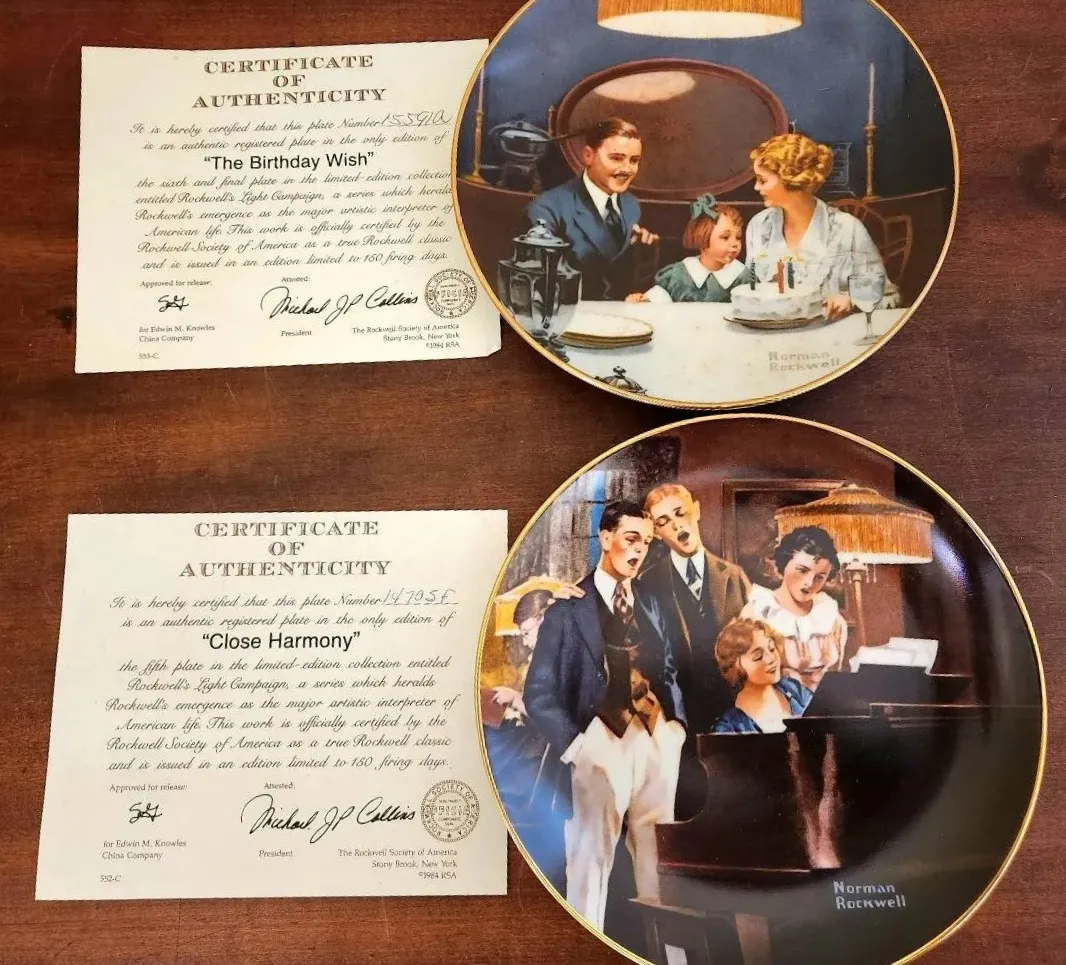 CERTIFICATE
OF
AUTHENTICITY
It is hereby certified that this plate Number 15591Q
is an authentic registered plate in the only edition of
"The Birthday Wish"
the sixth and final plate in the limited-edition collection
entitled Rockwell's Light Campaign, a series which heralds
Rockwell's emergence as the major artistic interpreter of
American life. This work is officially certified by the
Rockwell Society of America as a true Rockwell classic
and is issued in an edition limited to 150 firing days.
Approved for release:
Attested:
Michael JP Collins
for Edwin M. Knowles
China Company
President
The Rockwell Society of America
Stony Brook, New York
©1984 RSA
553-C
Norman
Rockwell
CERTIFICATE
OF
AUTHENTICITY
It is hereby certified that this plate Number 14705F
is an authentic registered plate in the only edition of
"Close Harmony"
the fifth plate in the limited-edition collection entitled
Rockwell's Light Campaign, a series which heralds
Rockwell's emergence as the major artistic interpreter of
American life. This work is officially certified by the
Rockwell Society of America as a true Rockwell classic
and is issued in an edition limited to 150 firing days.
Approved for release:
Attested:
Michael JP Collins
for Edwin M. Knowles
China Company
President
The Rockwell Society of America
Stony Brook, New York
©1984 RSA
552-C
Norman
Rockwell